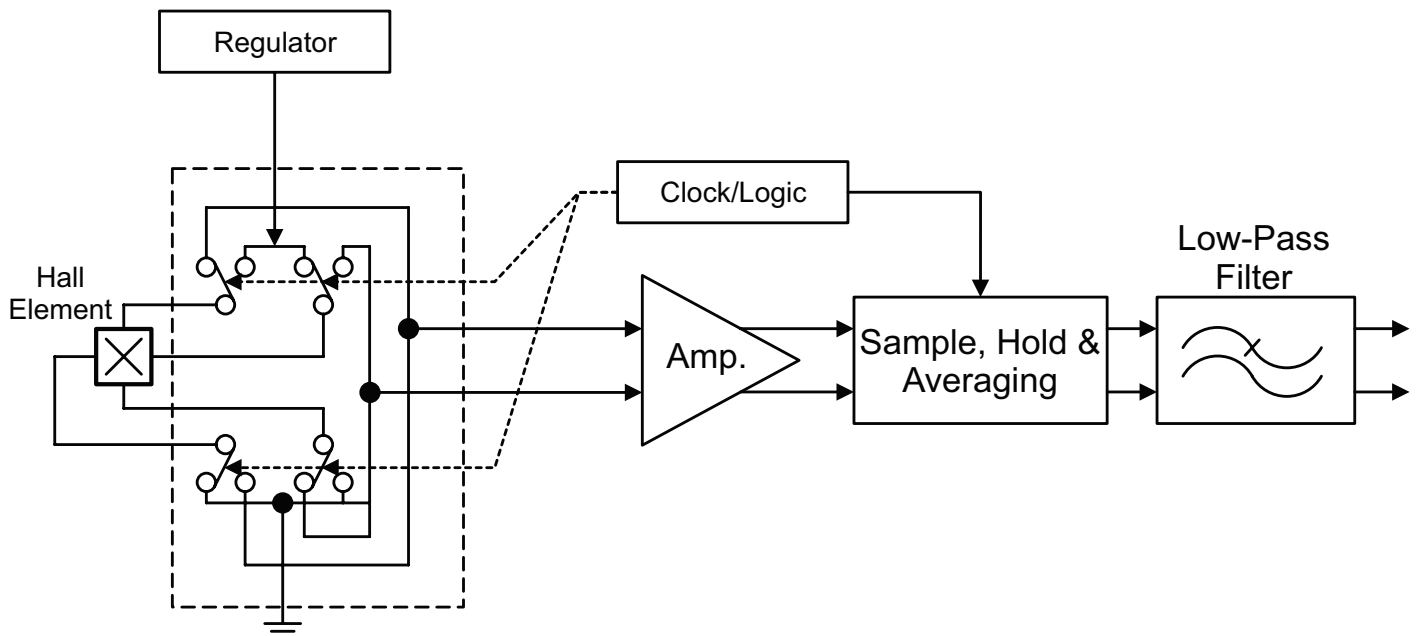 Regulator
Clock/Logic
Hall
Element
Low-Pass
Filter
Amp.
Sample, Hold &
Averaging